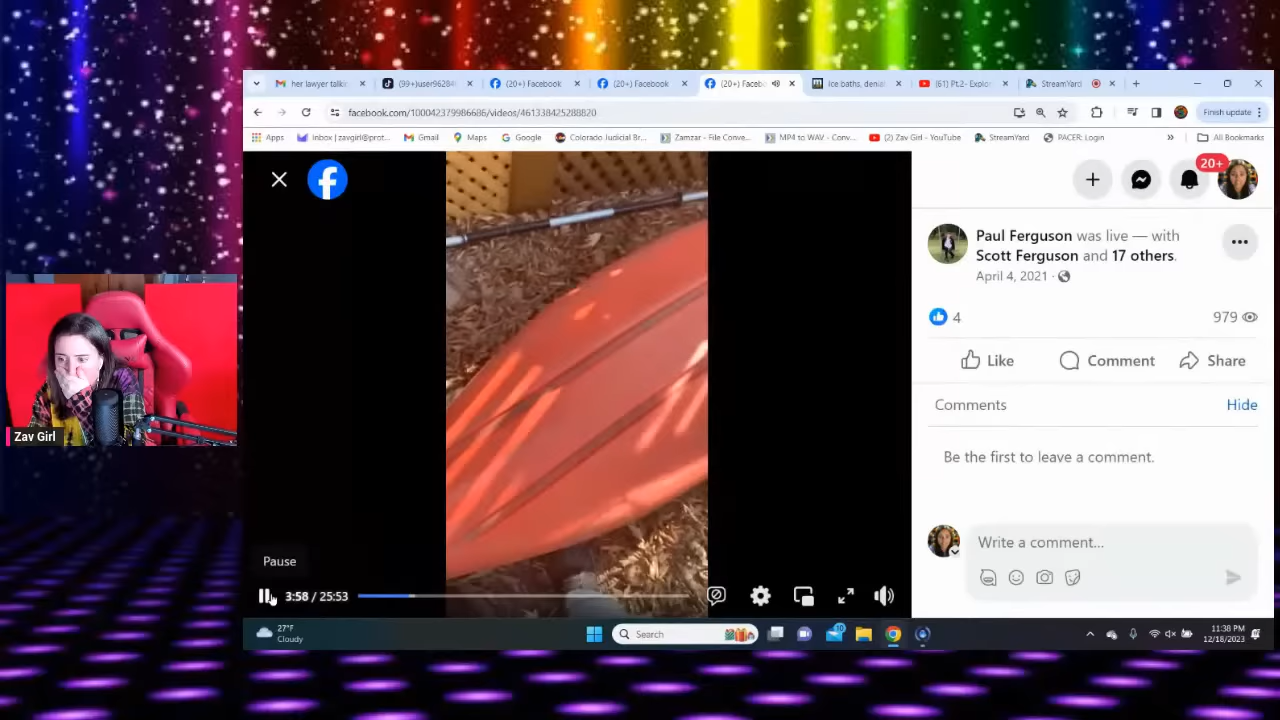 her lawyer talki
(99+)user9628
(20+) Facebook
(20+) Facebook
(20+) Faceb
ice baths, denial
(61) Pt.2- Explor
StreamYard
facebook.com/100042379986686/videos/461338425288820
Finish update
Apps
Inbox | zavgirl@prot...
Gmail
Maps
Google
Colorado Judicial Br...
Zamzar - File Conve...
MP4 to WAV - Conv...
(2) Zav Girl - YouTube
StreamYard
PACER: Login
»
All Bookmarks
20+
Paul Ferguson was live — with
Scott Ferguson and 17 others.
April 4, 2021 ·
4
979
Like
Comment
Share
Comments
Hide
Be the first to leave a comment.
Write a comment...
Zav Girl
Pause
3:58 / 25:53
27°F
Cloudy
Search
11:38 PM
12/18/2023